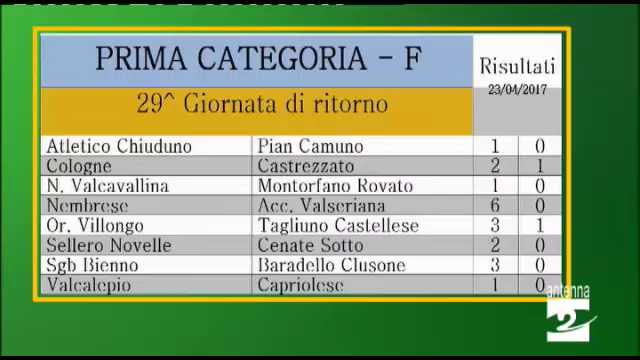 PRIMA CATEGORIA - F
Risultati
23/04/2017
29^ Giornata di ritorno
Atletico Chiuduno Pian Camuno 1 0
Cologne Castrezzato 2 1
N. Valcavallina Montorfano Rovato 1 0
Nembrese Acc. Valseriana 6 0
Or. Villongo Tagliuno Castellese 3 1
Sellero Novelle Cenate Sotto 2 0
Sgb Bienno Baradello Clusone 3 0
Valcalepio Capriolese 1 0
antenna
2